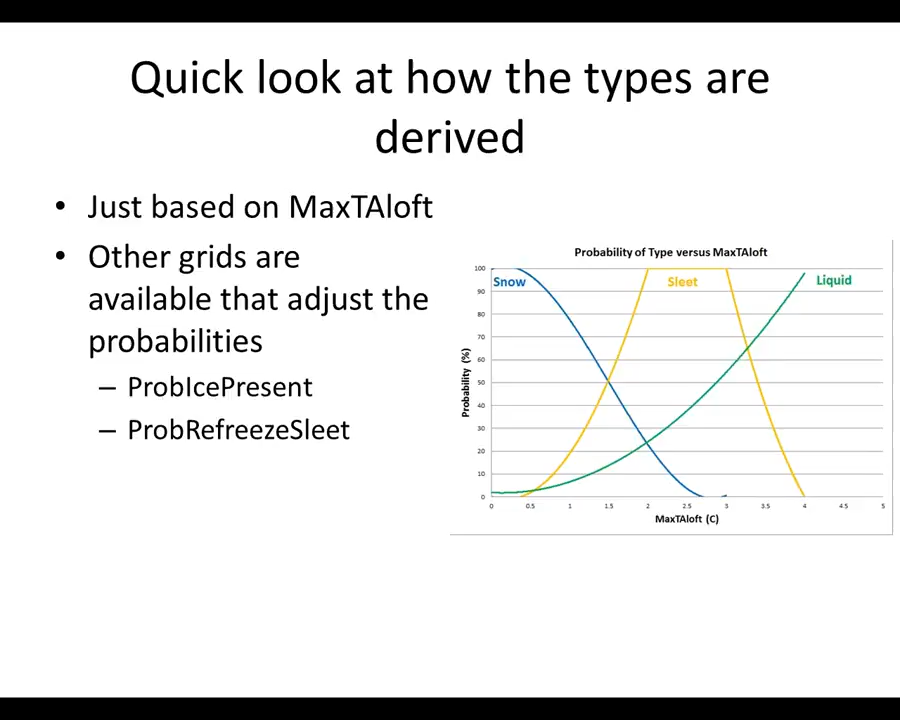 Quick look at how the types are
derived
• Just based on MaxTAloft
• Other grids are
available that adjust the
probabilities
– ProbIcePresent
– ProbRefreezeSleet
Probability of Type versus MaxTAloft
Snow
Sleet
Liquid
Probability (%)
100
90
80
70
60
50
40
30
20
10
0
0 0.5 1 1.5 2 2.5 3 3.5 4 4.5 5
MaxTAloft (C)